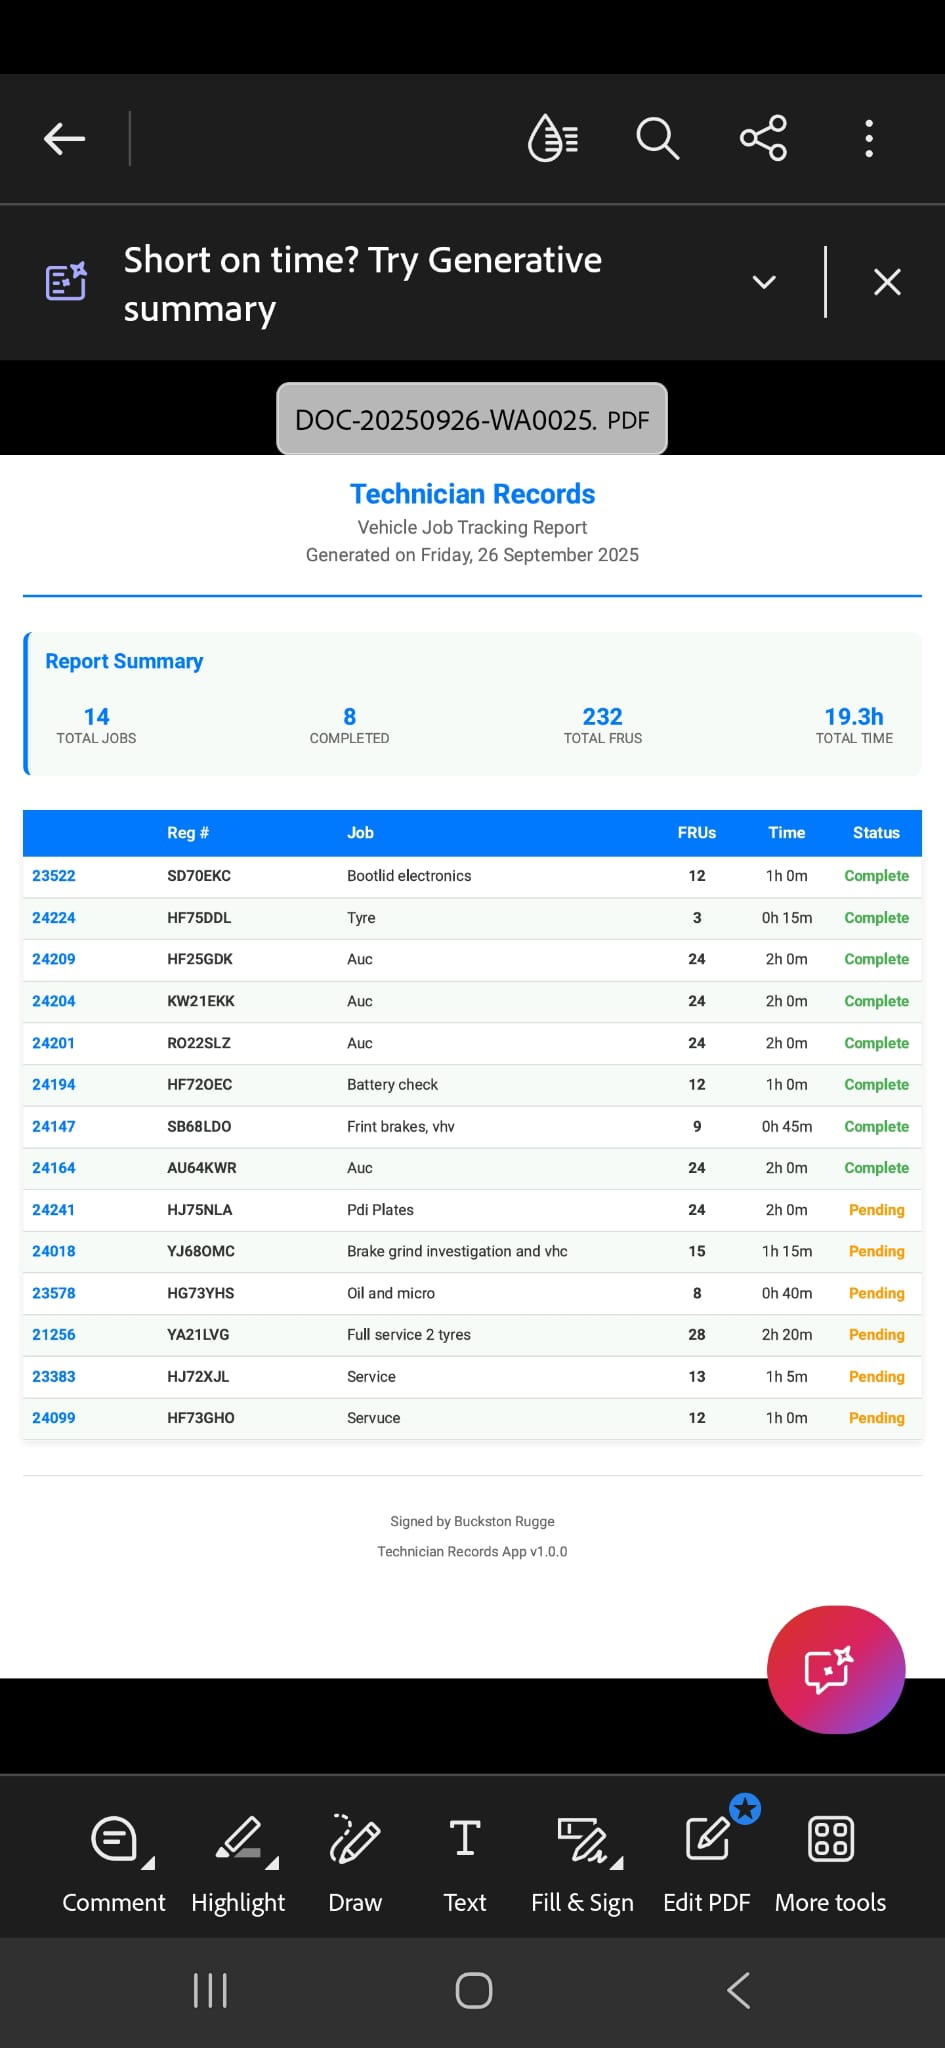 Short on time? Try Generative
summary
DOC-20250926-WA0025. PDF
Technician Records
Vehicle Job Tracking Report
Generated on Friday, 26 September 2025
Report Summary
14 8 232 19.3h
TOTAL JOBS COMPLETED TOTAL FRUS TOTAL TIME
Reg # Job FRUs Time Status
23522 SD70EKC Bootlid electronics 12 1h 0m Complete
24224 HF75DDL Tyre 3 0h 15m Complete
24209 HF25GDK Auc 24 2h 0m Complete
24204 KW21EKK Auc 24 2h 0m Complete
24201 RO22SLZ Auc 24 2h 0m Complete
24194 HF72OEC Battery check 12 1h 0m Complete
24147 SB68LDO Frint brakes, vhv 9 0h 45m Complete
24164 AU64KWR Auc 24 2h 0m Complete
24241 HJ75NLA Pdi Plates 24 2h 0m Pending
24018 YJ68OMC Brake grind investigation and vhc 15 1h 15m Pending
23578 HG73YHS Oil and micro 8 0h 40m Pending
21256 YA21LVG Full service 2 tyres 28 2h 20m Pending
23383 HJ72XJL Service 13 1h 5m Pending
24099 HF73GHO Servuce 12 1h 0m Pending
Signed by Buckston Rugge
Technician Records App v1.0.0
Comment Highlight Draw Text Fill & Sign Edit PDF More tools